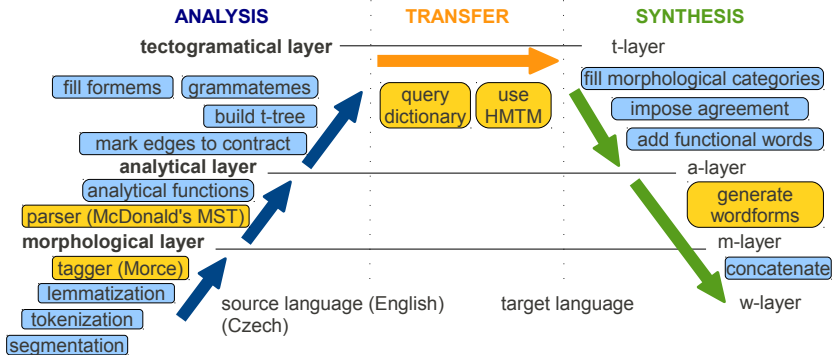 ANALYSIS
TRANSFER
SYNTHESIS
tectogramatical layer
t-layer
fill formems
grammatemes
build t-tree
mark edges to contract
query
dictionary
use
HMTM
fill morphological categories
impose agreement
add functional words
analytical layer
a-layer
analytical functions
parser (McDonald's MST)
generate
wordforms
morphological layer
m-layer
tagger (Morce)
concatenate
lemmatization
tokenization
segmentation
source language (English)
(Czech)
target language
w-layer